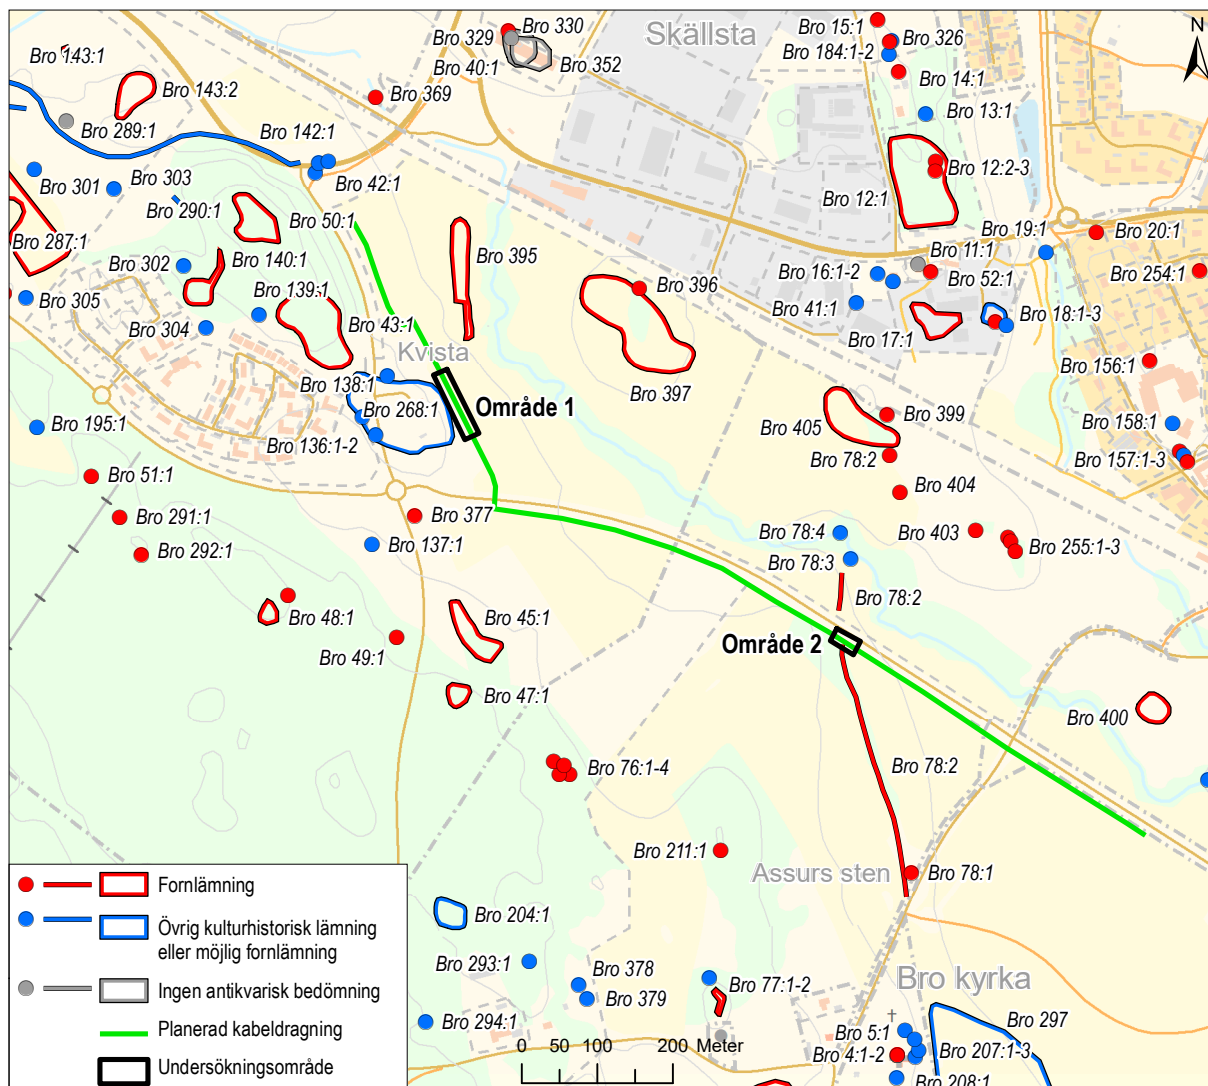 Skällsta
N
Bro 330
Bro 329
Bro 40:1
Bro 352
Bro 15:1
Bro 326
Bro 184:1-2
Bro 14:1
Bro 13:1
Bro 143:1
Bro 143:2
Bro 369
Bro 289:1
Bro 142:1
Bro 42:1
Bro 301
Bro 303
Bro 290:1
Bro 50:1
Bro 12:2-3
Bro 12:1
Bro 287:1
Bro 140:1
Bro 395
Bro 19:1
Bro 20:1
Bro 11:1
Bro 302
Bro 139:1
Bro 396
Bro 16:1-2
Bro 52:1
Bro 254:1
Bro 305
Bro 304
Bro 43:1
Bro 41:1
Bro 17:1
Bro 18:1-3
Kvista
Bro 138:1
Bro 397
Bro 156:1
Bro 268:1
Område 1
Bro 399
Bro 405
Bro 195:1
Bro 136:1-2
Bro 158:1
Bro 78:2
Bro 157:1-3
Bro 51:1
Bro 404
Bro 291:1
Bro 377
Bro 78:4
Bro 403
Bro 292:1
Bro 137:1
Bro 78:3
Bro 255:1-3
Bro 78:2
Bro 48:1
Bro 45:1
Bro 49:1
Område 2
Bro 47:1
Bro 400
Bro 76:1-4
Bro 78:2
Bro 211:1
Assurs sten
Bro 78:1
Fornlämning
Övrig kulturhistorisk lämning
eller möjlig fornlämning
Ingen antikvarisk bedömning
Planerad kabeldragning
Undersökningsområde
Bro 204:1
Bro 293:1
Bro 378
Bro 379
Bro 77:1-2
Bro kyrka
Bro 294:1
Bro 5:1
Bro 297
Bro 4:1-2
Bro 207:1-3
Bro 208:1
0 50 100 200 Meter